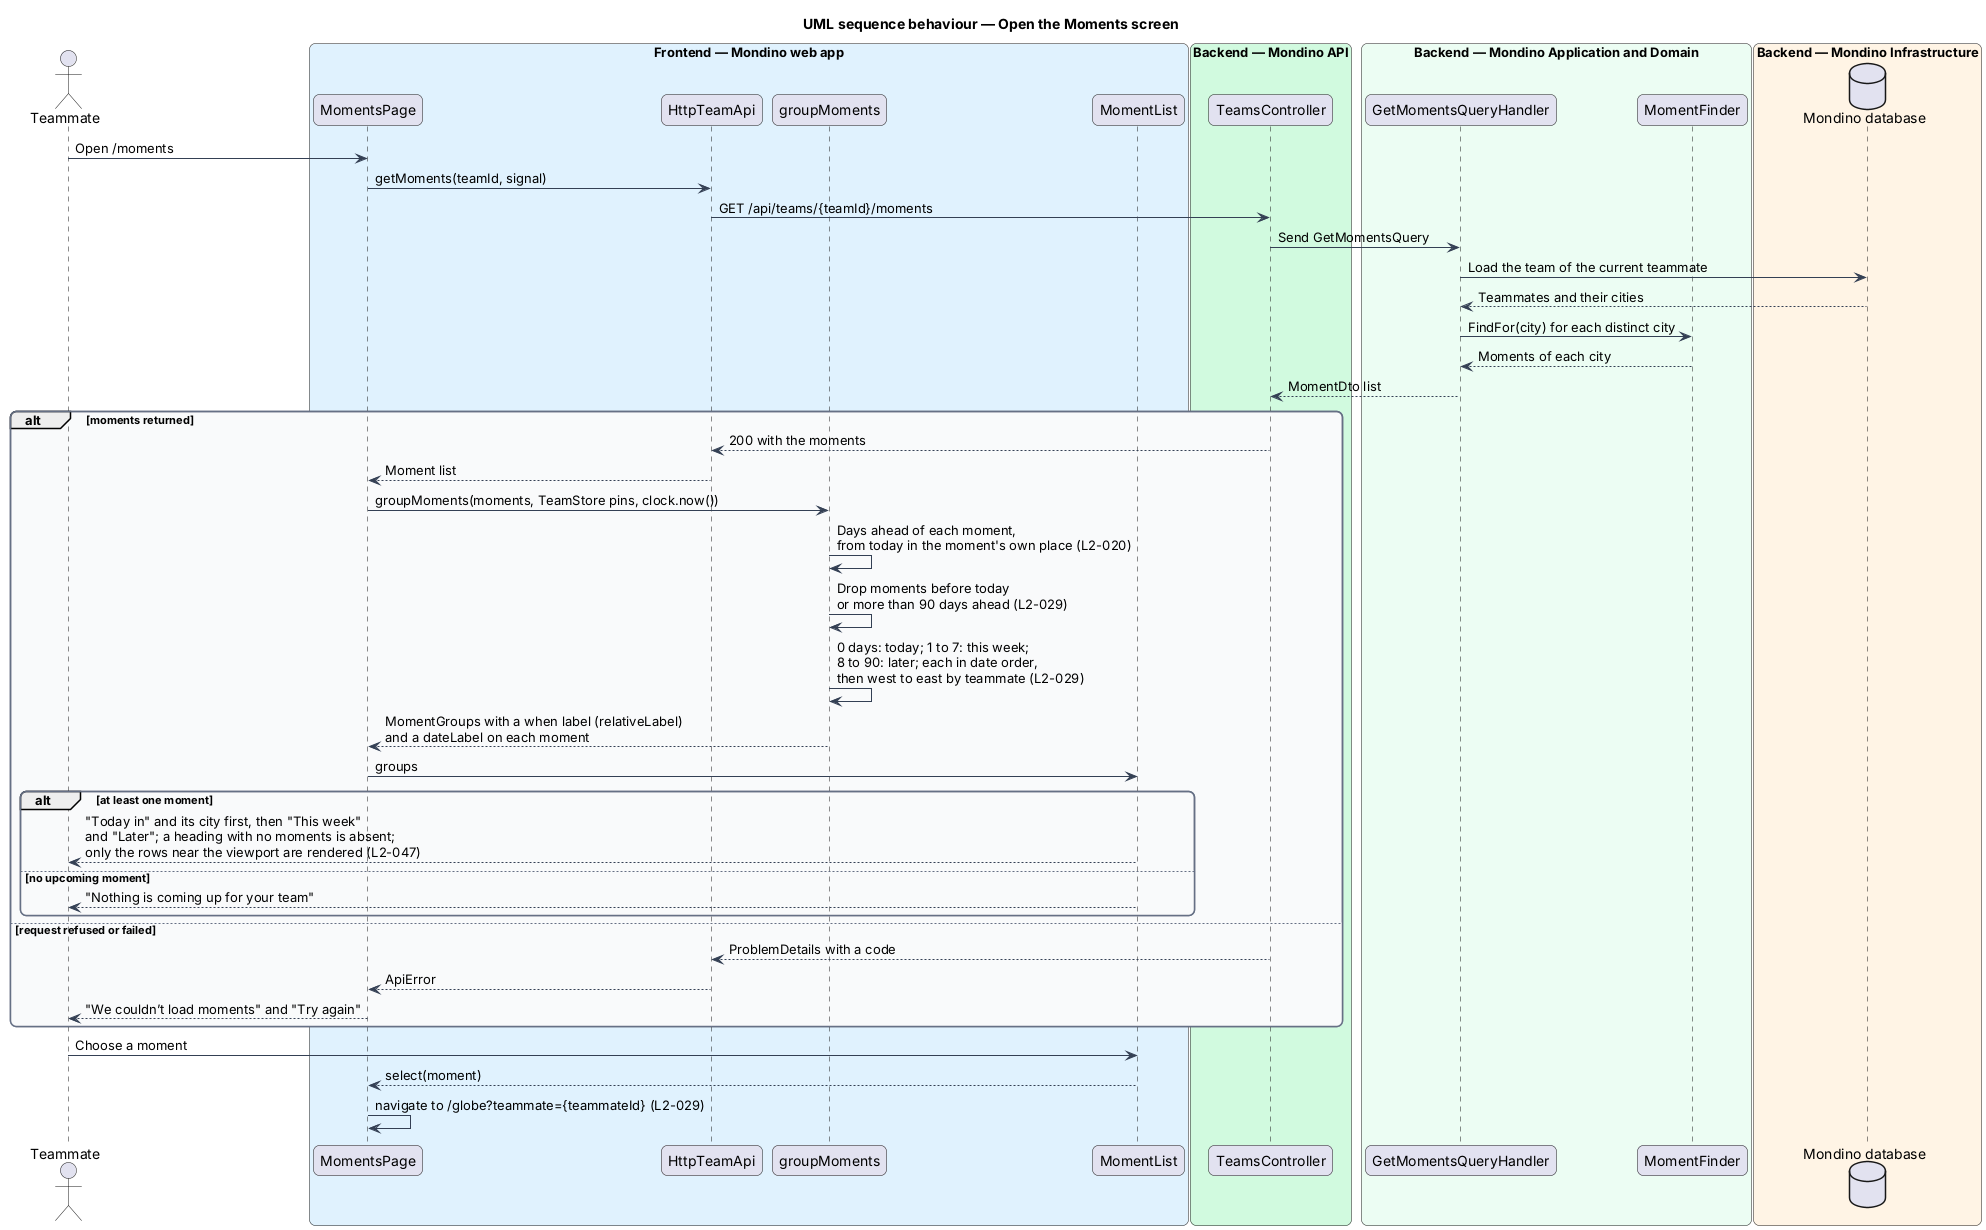 UML sequence behaviour — Open the Moments screen
Frontend — Mondino web app
Backend — Mondino API
Backend — Mondino Application and Domain
Backend — Mondino Infrastructure
Teammate
MomentsPage
HttpTeamApi
groupMoments
MomentList
TeamsController
GetMomentsQueryHandler
MomentFinder
Mondino database
Open /moments
getMoments(teamId, signal)
GET /api/teams/{teamId}/moments
Send GetMomentsQuery
Load the team of the current teammate
Teammates and their cities
FindFor(city) for each distinct city
Moments of each city
MomentDto list
alt
[moments returned]
200 with the moments
Moment list
groupMoments(moments, TeamStore pins, clock.now())
Days ahead of each moment,
from today in the moment's own place (L2-020)
Drop moments before today
or more than 90 days ahead (L2-029)
0 days: today; 1 to 7: this week;
8 to 90: later; each in date order,
then west to east by teammate (L2-029)
MomentGroups with a when label (relativeLabel)
and a dateLabel on each moment
groups
alt
[at least one moment]
"Today in" and its city first, then "This week"
and "Later"; a heading with no moments is absent;
only the rows near the viewport are rendered (L2-047)
[no upcoming moment]
"Nothing is coming up for your team"
[request refused or failed]
ProblemDetails with a code
ApiError
"We couldn't load moments" and "Try again"
Choose a moment
select(moment)
navigate to /globe?teammate={teammateId} (L2-029)
Teammate
MomentsPage
HttpTeamApi
groupMoments
MomentList
TeamsController
GetMomentsQueryHandler
MomentFinder
Mondino database